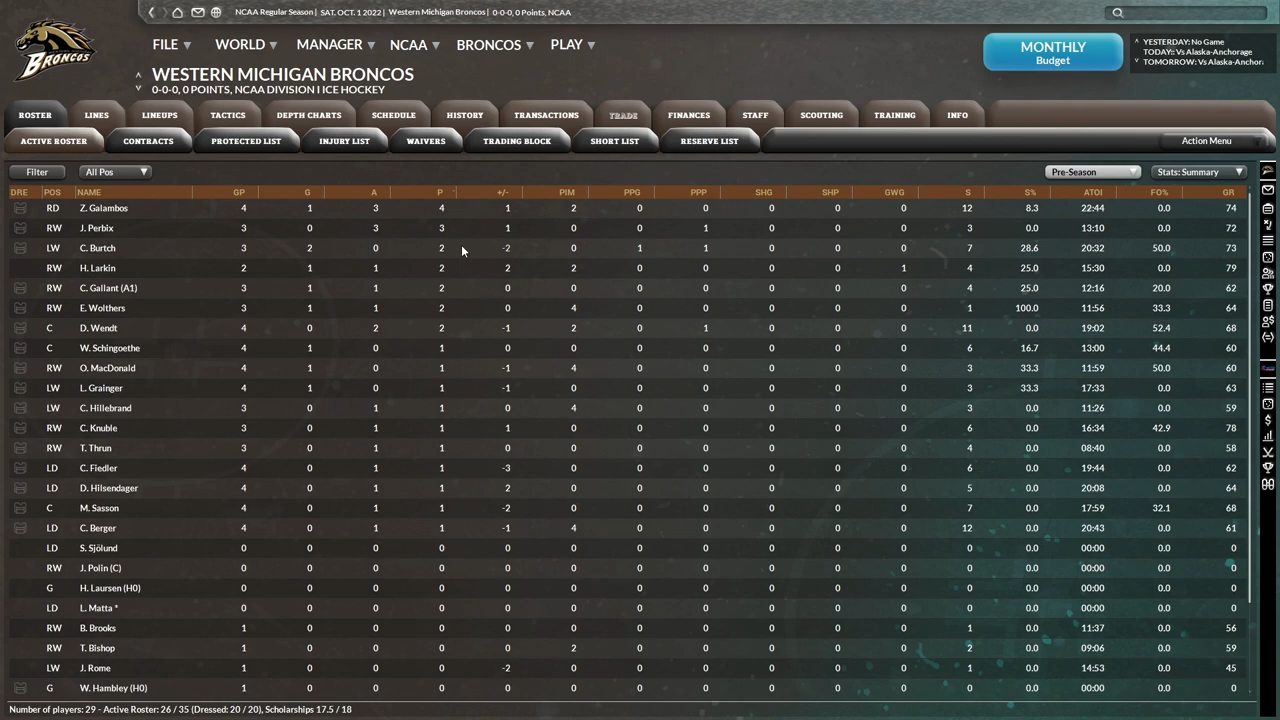 NCAA Regular Season | SAT. OCT. 1 2022 | Western Michigan Broncos | 0-0-0, 0 Points, NCAA
BRONCOS
FILE WORLD MANAGER NCAA BRONCOS PLAY
MONTHLY
Budget
YESTERDAY: No Game
TODAY:: Vs Alaska-Anchorage
TOMORROW: Vs Alaska-Anchor
WESTERN MICHIGAN BRONCOS
0-0-0, 0 POINTS, NCAA DIVISION I ICE HOCKEY
ROSTER LINES LINEUPS TACTICS DEPTH CHARTS SCHEDULE HISTORY TRANSACTIONS TRADE FINANCES STAFF SCOUTING TRAINING INFO
ACTIVE ROSTER CONTRACTS PROTECTED LIST INJURY LIST WAIVERS TRADING BLOCK SHORT LIST RESERVE LIST Action Menu
Filter All Pos Pre-Season Stats: Summary
DRE POS NAME GP G A P +/- PIM PPG PPP SHG SHP GWG S S% ATOI FO% GR
RD Z. Galambos 4 1 3 4 1 2 0 0 0 0 0 12 8.3 22:44 0.0 74
RW J. Perbix 3 0 3 3 1 0 0 1 0 0 0 3 0.0 13:10 0.0 72
LW C. Burtch 3 2 0 2 -2 0 1 1 0 0 0 7 28.6 20:32 50.0 73
RW H. Larkin 2 1 1 2 2 2 0 0 0 0 1 4 25.0 15:30 0.0 79
RW C. Gallant (A1) 3 1 1 2 0 0 0 0 0 0 0 4 25.0 12:16 20.0 62
RW E. Wolthers 3 1 1 2 0 4 0 0 0 0 0 1 100.0 11:56 33.3 64
C D. Wendt 4 0 2 2 -1 2 0 1 0 0 0 11 0.0 19:02 52.4 68
C W. Schingoethe 4 1 0 1 0 0 0 0 0 0 0 6 16.7 13:00 44.4 60
RW O. MacDonald 4 1 0 1 -1 4 0 0 0 0 0 3 33.3 11:59 50.0 60
LW L. Grainger 4 1 0 1 -1 0 0 0 0 0 0 3 33.3 17:33 0.0 63
LW C. Hillebrand 3 0 1 1 0 4 0 0 0 0 0 3 0.0 11:26 0.0 59
RW C. Knuble 3 0 1 1 1 0 0 0 0 0 0 6 0.0 16:34 42.9 78
RW T. Thrun 3 0 1 1 0 0 0 0 0 0 0 4 0.0 08:40 0.0 58
LD C. Fiedler 4 0 1 1 -3 0 0 0 0 0 0 6 0.0 19:44 0.0 62
LD D. Hilsendager 4 0 1 1 2 0 0 0 0 0 0 5 0.0 20:08 0.0 64
C M. Sasson 4 0 1 1 -2 0 0 0 0 0 0 7 0.0 17:59 32.1 68
LD C. Berger 4 0 1 1 -1 4 0 0 0 0 0 12 0.0 20:43 0.0 61
LD S. Sjölund 0 0 0 0 0 0 0 0 0 0 0 0 0.0 00:00 0.0 0
RW J. Polin (C) 0 0 0 0 0 0 0 0 0 0 0 0 0.0 00:00 0.0 0
G H. Laursen (H0) 0 0 0 0 0 0 0 0 0 0 0 0 0.0 00:00 0.0 0
LD L. Matta * 0 0 0 0 0 0 0 0 0 0 0 0 0.0 00:00 0.0 0
RW B. Brooks 1 0 0 0 0 0 0 0 0 0 0 1 0.0 11:37 0.0 56
RW T. Bishop 1 0 0 0 0 2 0 0 0 0 0 2 0.0 09:06 0.0 59
LW J. Rome 1 0 0 0 -2 0 0 0 0 0 0 1 0.0 14:53 0.0 45
G W. Hambley (H0) 1 0 0 0 0 0 0 0 0 0 0 0 0.0 00:00 0.0 0
Number of players: 29 - Active Roster: 26 / 35 (Dressed: 20 / 20), Scholarships 17.5 / 18